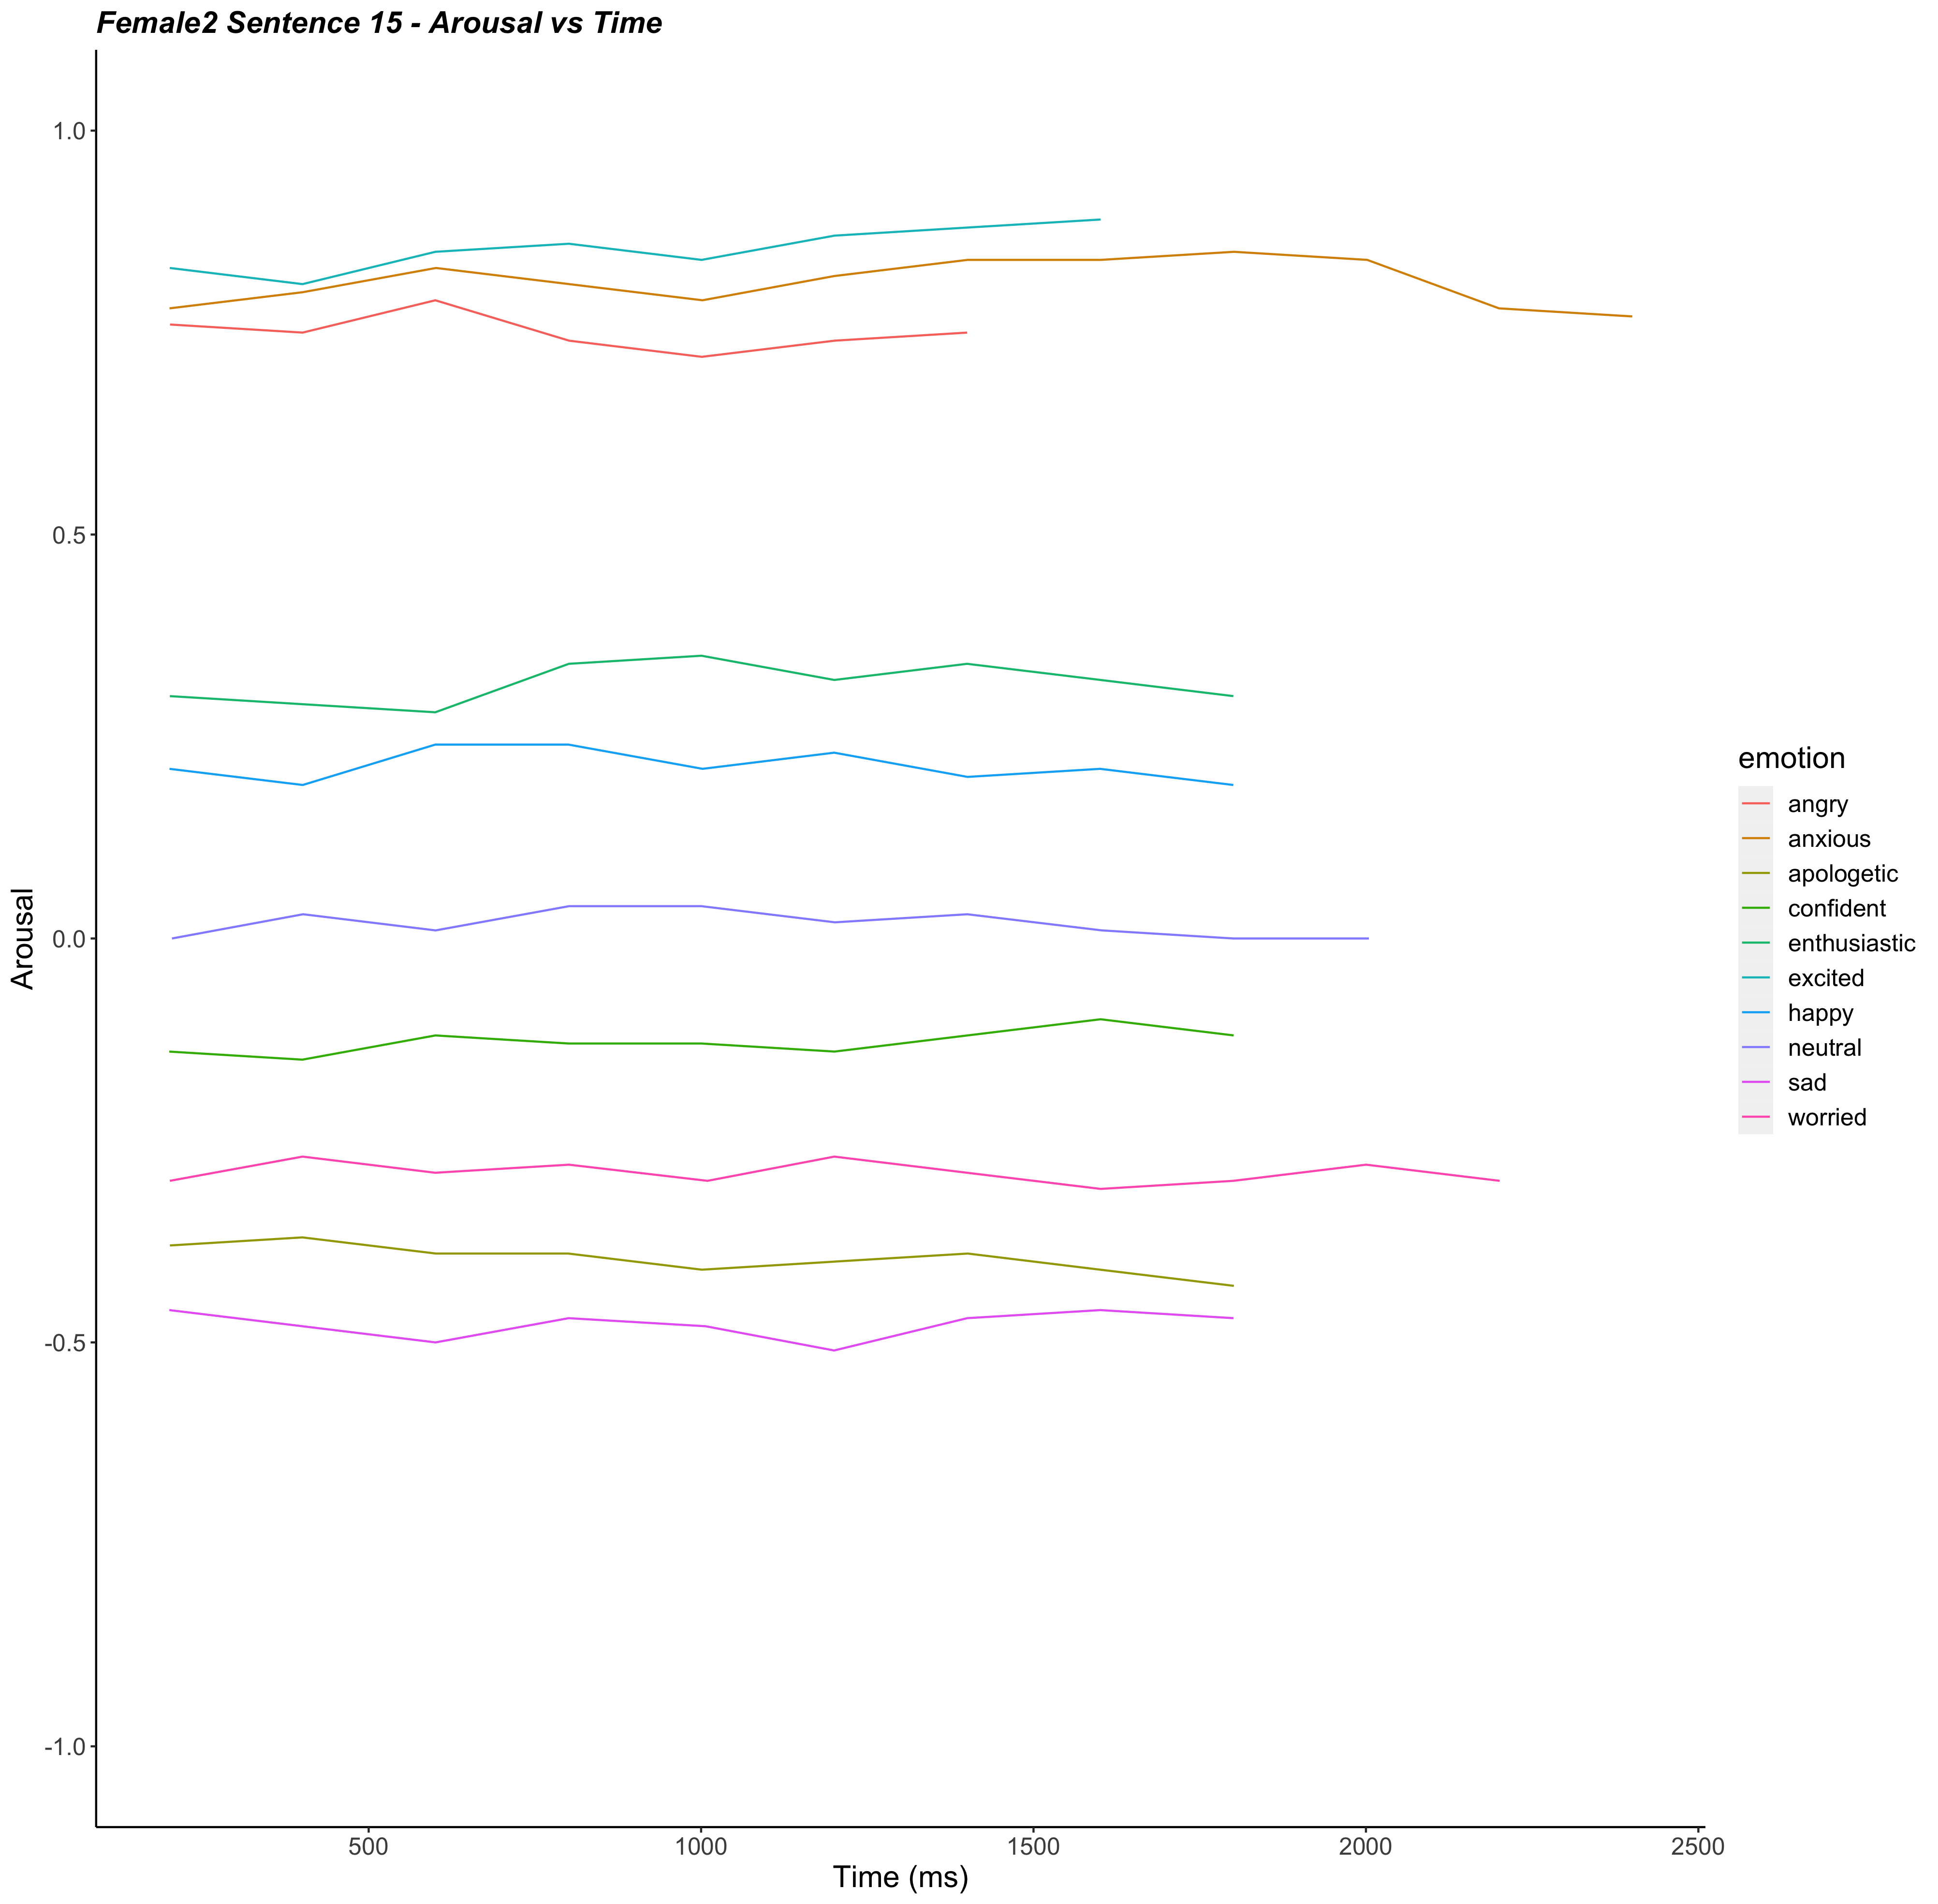 Female2 Sentence 15 - Arousal vs Time
1.0
0.5
0.0
-0.5
-1.0
Arousal
500
1000
1500
2000
2500
Time (ms)
emotion
angry
anxious
apologetic
confident
enthusiastic
excited
happy
neutral
sad
worried